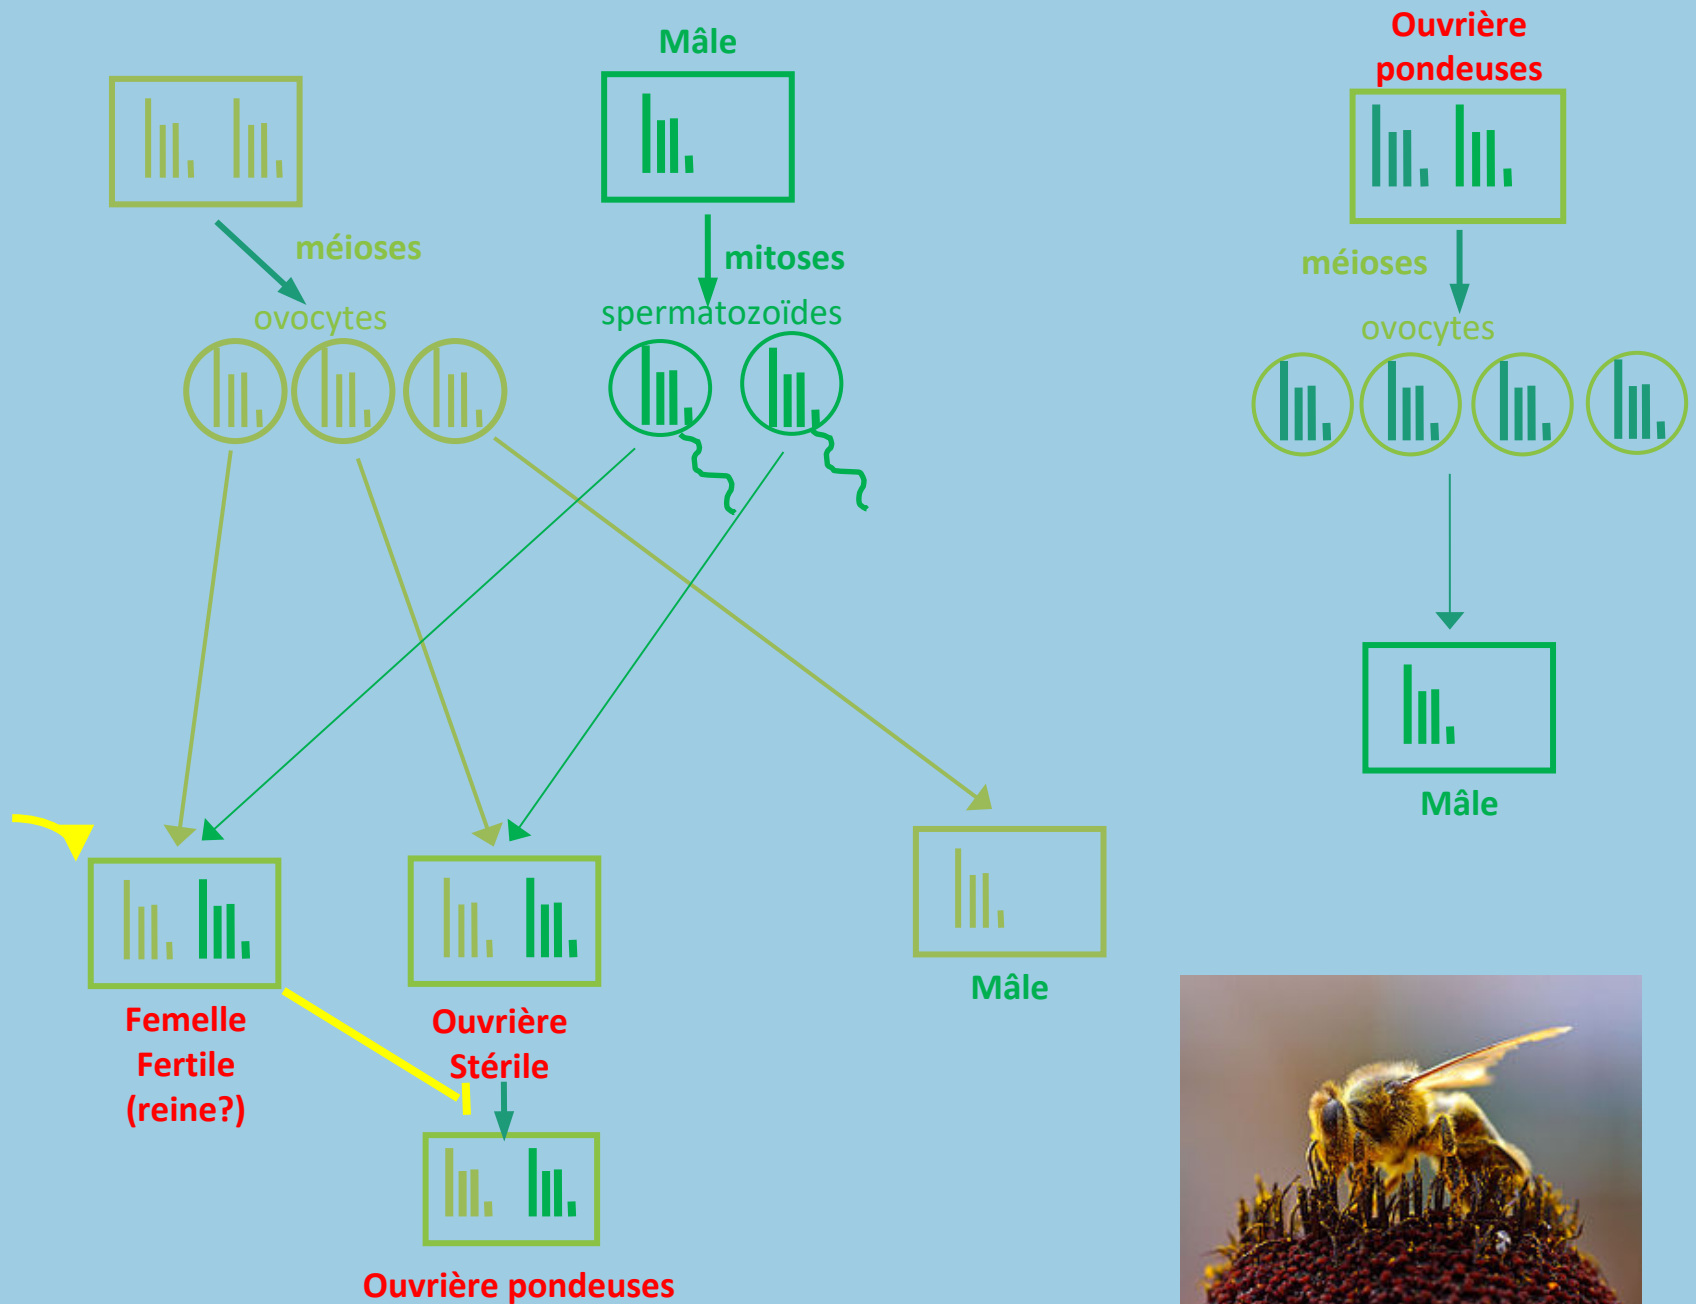 Mâle
méioses
mitoses
ovocytes
spermatozoïdes
Femelle
Fertile
(reine?)
Ouvrière
Stérile
Ouvrière pondeuses
Mâle
Ouvrière
pondeuses
méioses
ovocytes
Mâle